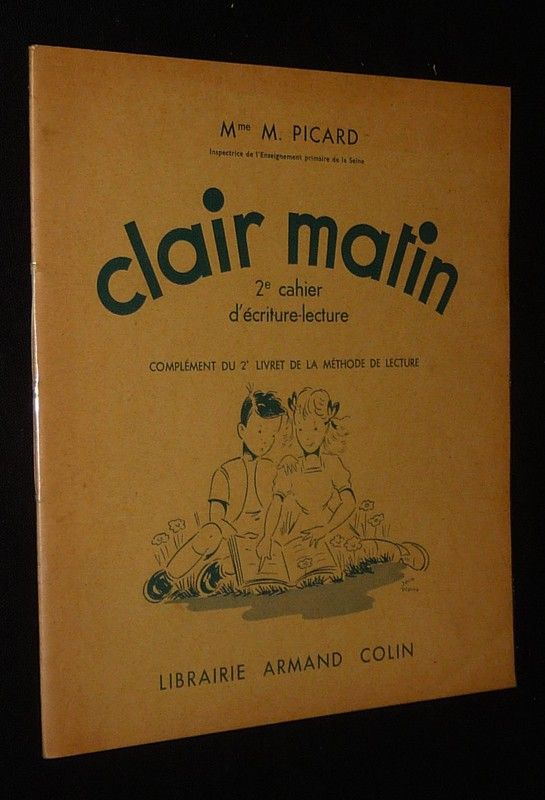 Mme M. PICARD
Inspectrice de l'Enseignement primaire de la Seine
clair matin
2e cahier
d'écriture-lecture
COMPLÉMENT DU 2e LIVRET DE LA MÉTHODE DE LECTURE
LIBRAIRIE ARMAND COLIN